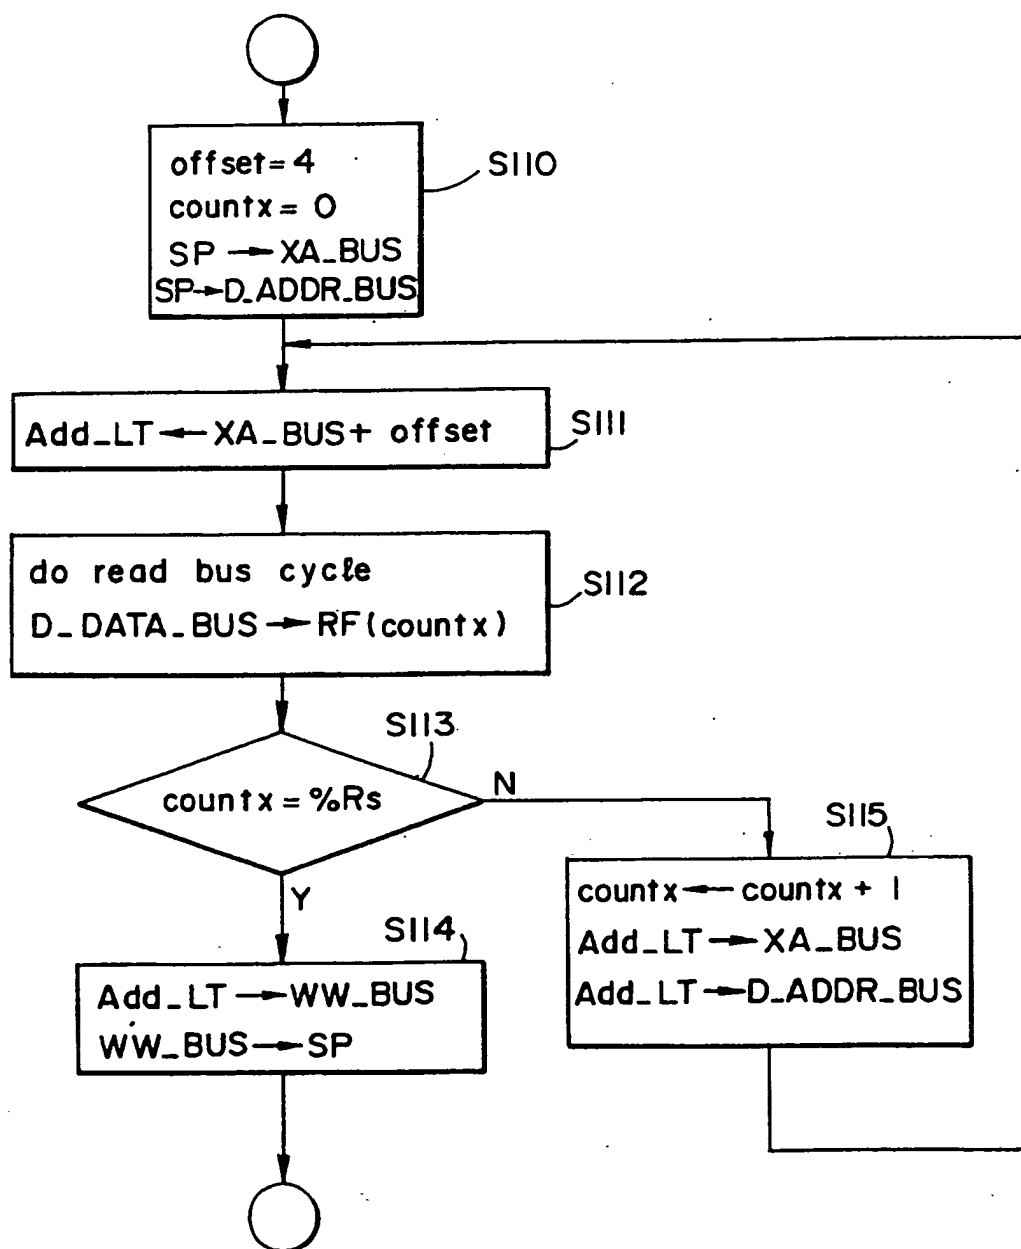 offset=4
countx=0
SP→XA_BUS
SP→D_ADDR_BUS
S110
Add_LT←XA_BUS+ offset
S111
do read bus cycle
D_DATA_BUS→RF(countx)
S112
S113
countx=%Rs
N
Y
S115
countx←countx+1
Add_LT→XA_BUS
Add_LT→D_ADDR_BUS
S114
Add_LT→WW_BUS
WW_BUS→SP